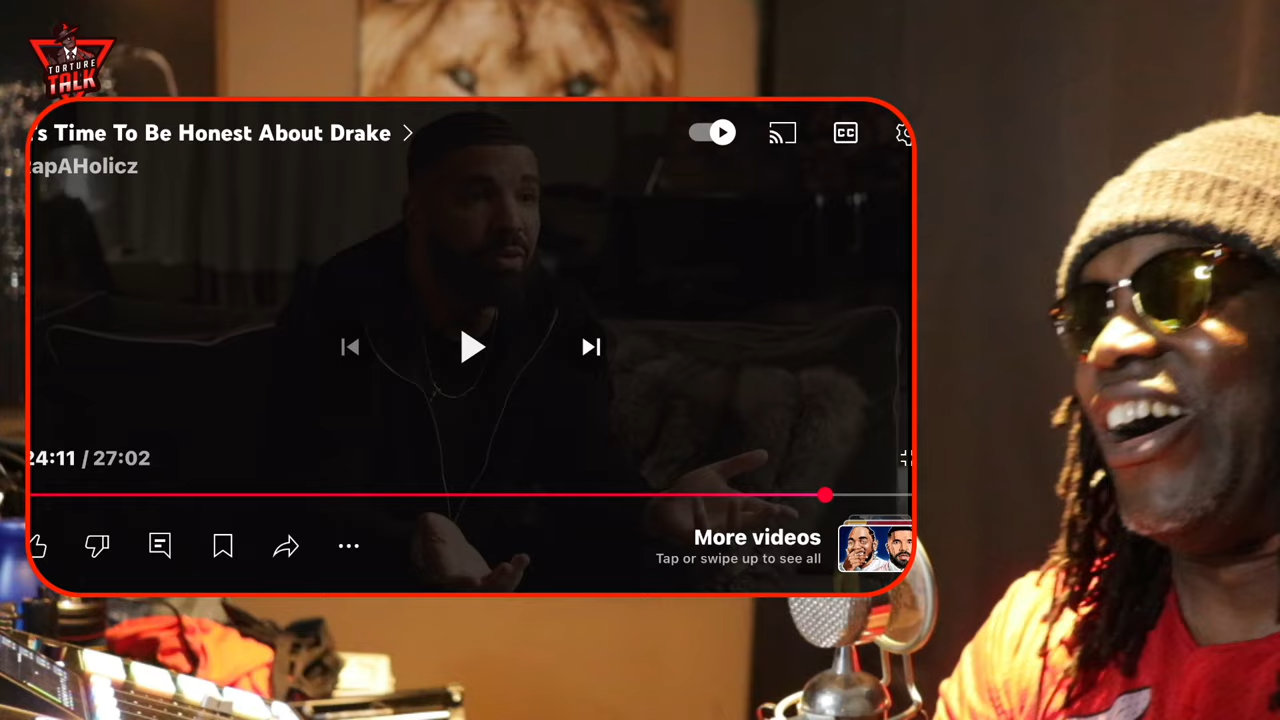 TORTURE
TALK
's Time To Be Honest About Drake
apAHolicz
CC
24:11 / 27:02
More videos
Tap or swipe up to see all